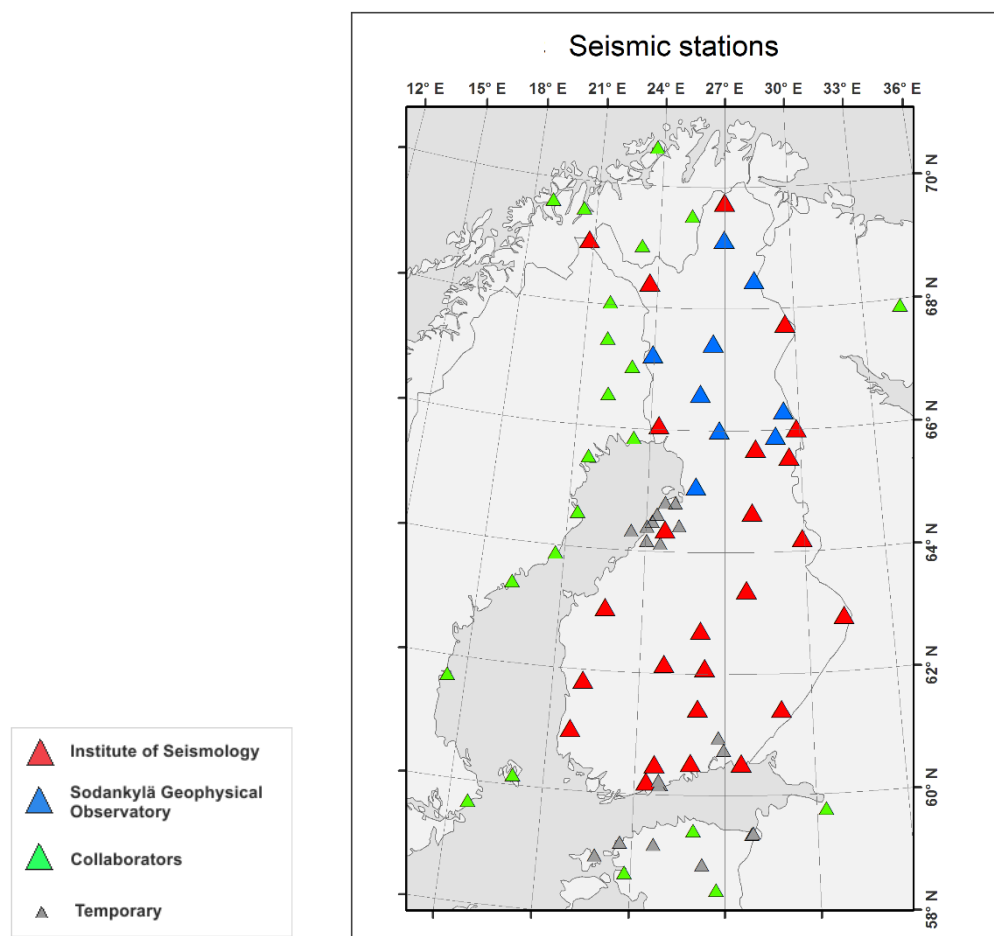 Seismic stations
12° E 15° E 18° E 21° E 24° E 27° E 30° E 33° E 36° E
70° N
68° N
66° N
64° N
62° N
60° N
58° N
Institute of Seismology
Sodankylä Geophysical
Observatory
Collaborators
Temporary